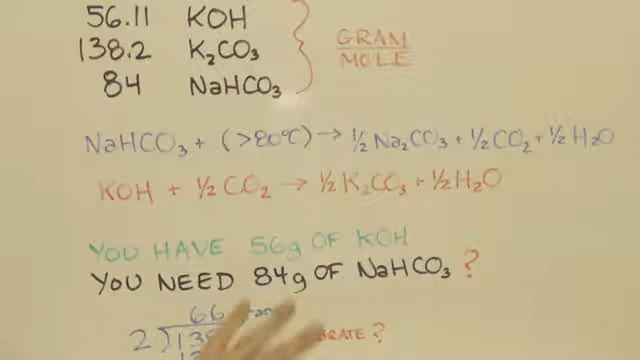 56.11 KOH
138.2 K₂CO₃
84 NaHCO₃
GRAM
MOLE
NaHCO₃ + (>80°C) → ½ Na₂CO₃ + ½ CO₂ + ½ H₂O
KOH + ½ CO₂ → ½ K₂CO₃ + ½ H₂O
YOU HAVE 56g OF KOH
YOU NEED 84g OF NaHCO₃ ?
66
2